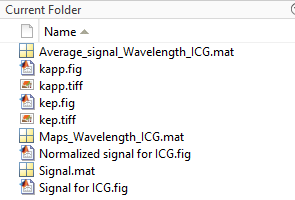 Current Folder
Name
Average_signal_Wavelength_ICG.mat
kapp.fig
kapp.tiff
kep.fig
kep.tiff
Maps_Wavelength_ICG.mat
Normalized signal for ICG.fig
Signal.mat
Signal for ICG.fig